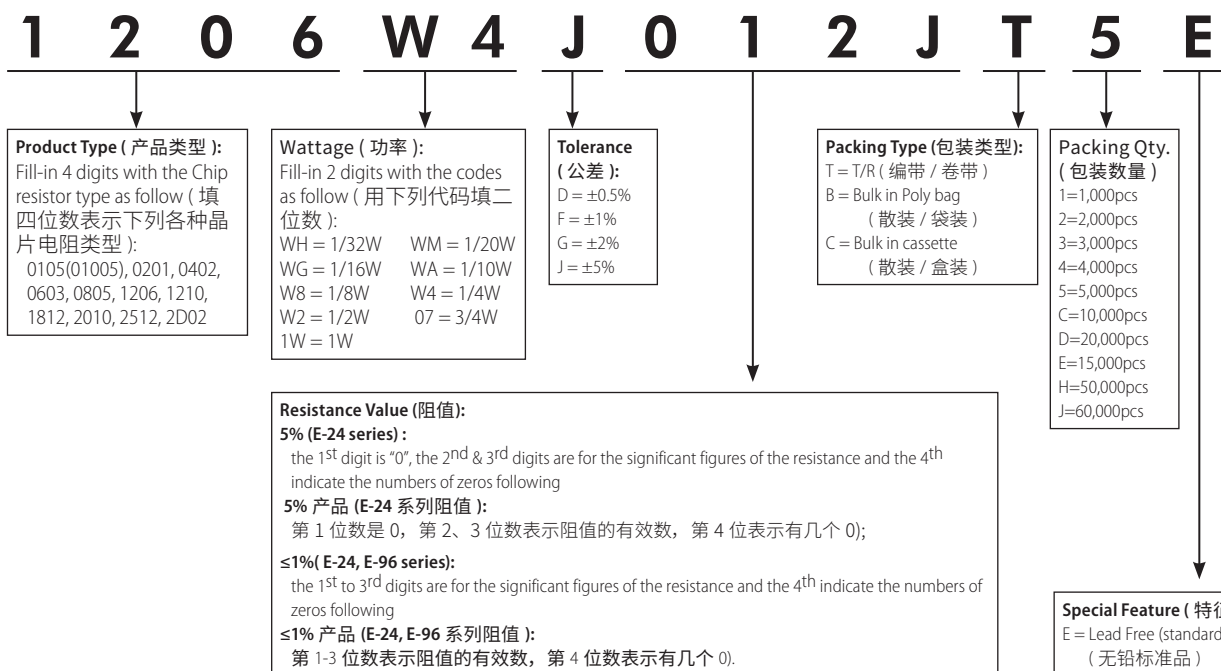 1 2 0 6 W 4 J 0 1 2 J T 5 E
Product Type ( 产品类型 ):
Fill-in 4 digits with the Chip
resistor type as follow ( 填
四位数表示下列各种晶
片电阻类型 ):
0105(01005), 0201, 0402,
0603, 0805, 1206, 1210,
1812, 2010, 2512, 2D02
Wattage ( 功率 ):
Fill-in 2 digits with the codes
as follow ( 用下列代码填二
位数 ):
WH = 1/32W WM = 1/20W
WG = 1/16W WA = 1/10W
W8 = 1/8W W4 = 1/4W
W2 = 1/2W 07 = 3/4W
1W = 1W
Tolerance
( 公差 ):
D = ±0.5%
F = ±1%
G = ±2%
J = ±5%
Packing Type (包装类型):
T = T/R ( 编带 / 卷带 )
B = Bulk in Poly bag
( 散装 / 袋装 )
C = Bulk in cassette
( 散装 / 盒装 )
Packing Qty.
( 包装数量 )
1=1,000pcs
2=2,000pcs
3=3,000pcs
4=4,000pcs
5=5,000pcs
C=10,000pcs
D=20,000pcs
E=15,000pcs
H=50,000pcs
J=60,000pcs
Resistance Value (阻值):
5% (E-24 series) :
the 1st digit is “0”, the 2nd & 3rd digits are for the significant figures of the resistance and the 4th
indicate the numbers of zeros following
5% 产品 (E-24 系列阻值 ):
第 1 位数是 0，第 2、3 位数表示阻值的有效数，第 4 位表示有几个 0);
≤1%( E-24, E-96 series):
the 1st to 3rd digits are for the significant figures of the resistance and the 4th indicate the numbers of
zeros following
≤1% 产品 (E-24, E-96 系列阻值 ):
第 1-3 位数表示阻值的有效数，第 4 位数表示有几个 0).
Special Feature ( 特征
E = Lead Free (standard
( 无铅标准品 )